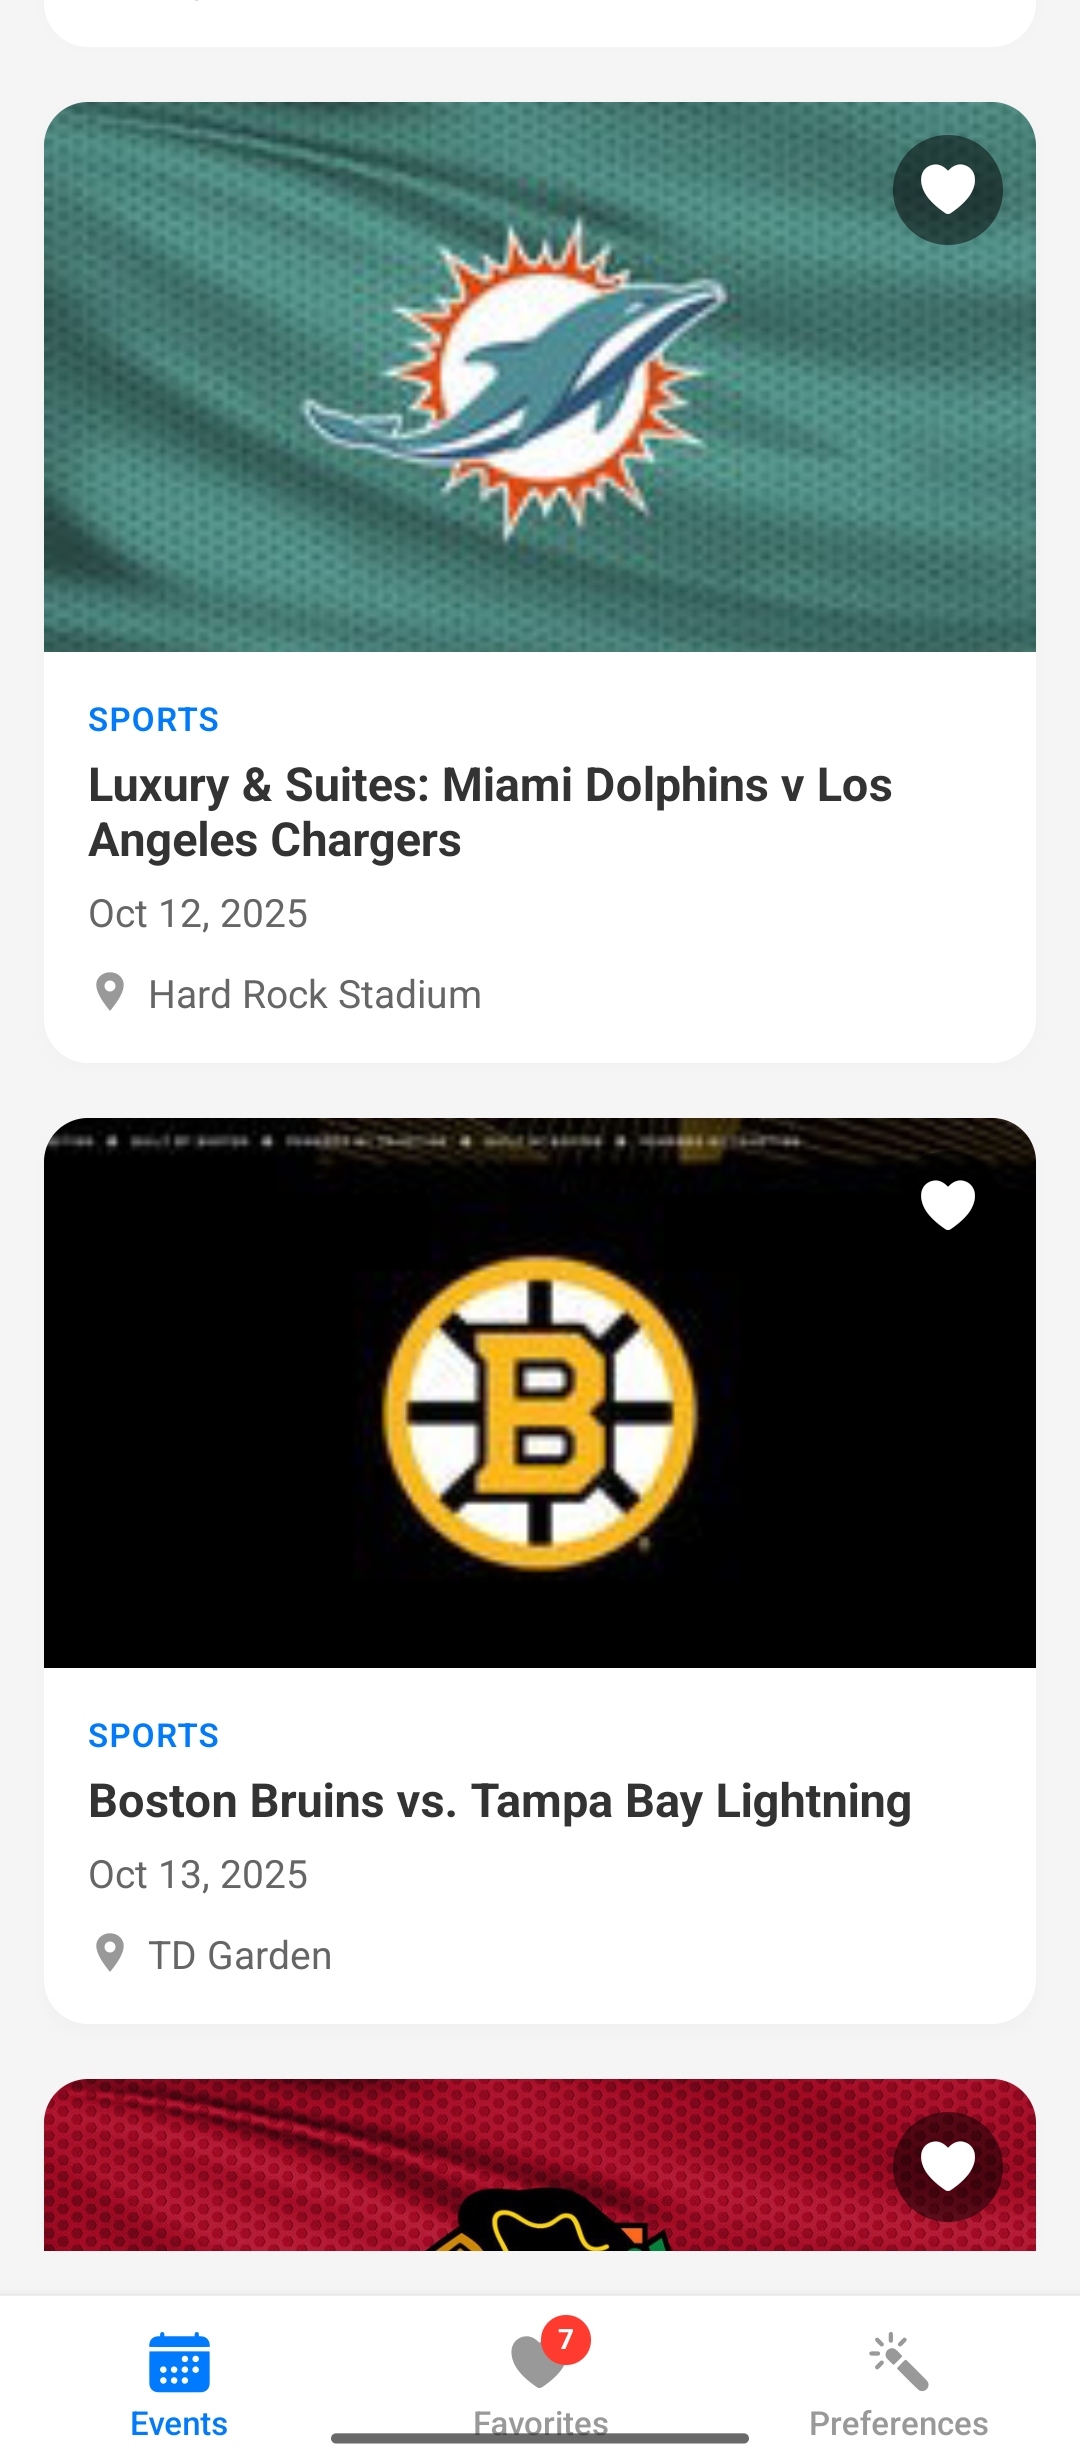 SPORTS
Luxury & Suites: Miami Dolphins v Los
Angeles Chargers
Oct 12, 2025
Hard Rock Stadium
B
SPORTS
Boston Bruins vs. Tampa Bay Lightning
Oct 13, 2025
TD Garden
7
Events
Favorites
Preferences